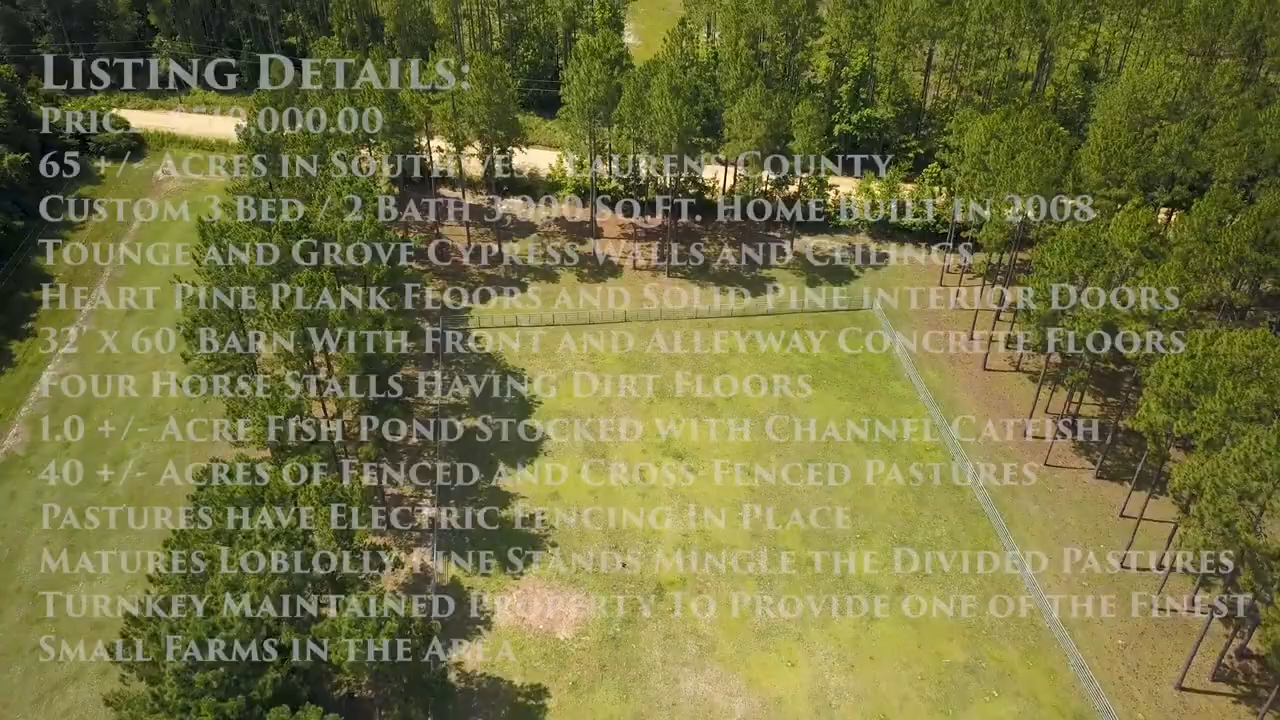 Listing Details:
Price 000.00
65 +/- Acres in South Laurens County
Custom 3 Bed / 2 Bath Sq.Ft. Home Built in 2008
Tounge and Grove Cypress Walls and Ceilings
Heart Pine Plank Floors and Solid Pine Interior Doors
32 x 60 Barn With Front and Alleyway Concrete Floors
Four Horse Stalls Having Dirt Floors
1.0 +/- Acre Fish Pond Stocked with Channel Catfish
40 +/- Acres of Fenced and Cross-Fenced Pastures
Pastures have Electric Fencing In Place
Matures Loblolly Pine Stands Mingle the Divided Pastures
Turnkey Maintained Property To Provide one of the Finest
Small Farms in the Area